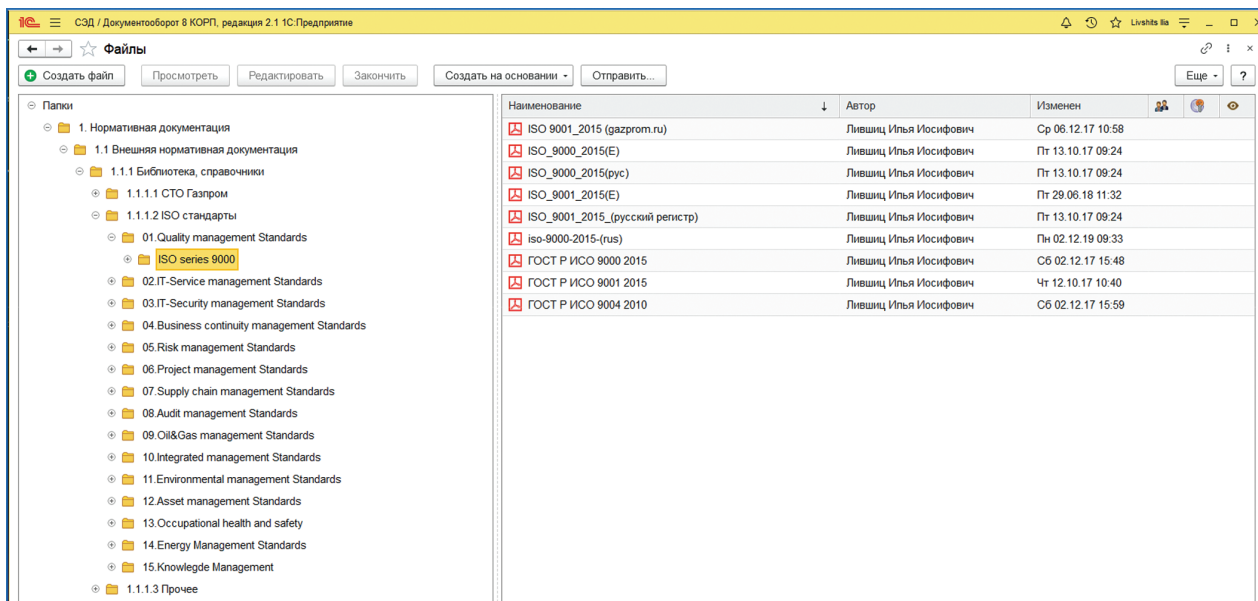 1С СЭД / Документооборот 8 КОРП, редакция 2.1 1С:Предприятие Livshits Ilia
Файлы
Создать файл Просмотреть Редактировать Закончить Создать на основании Отправить... Еще ?
Папки
1. Нормативная документация
1.1 Внешняя нормативная документация
1.1.1 Библиотека, справочники
1.1.1.1 СТО Газпром
1.1.1.2 ISO стандарты
01.Quality management Standards
ISO series 9000
02.IT-Service management Standards
03.IT-Security management Standards
04.Business continuity management Standards
05.Risk management Standards
06.Project management Standards
07.Supply chain management Standards
08.Audit management Standards
09.Oil&Gas management Standards
10.Integrated management Standards
11.Environmental management Standards
12.Asset management Standards
13.Occupational health and safety
14.Energy Management Standards
15.Knowlegde Management
1.1.1.3 Прочее
Наименование Автор Изменен
ISO 9001_2015 (gazprom.ru) Лившиц Илья Иосифович Ср 06.12.17 10:58
ISO_9000_2015(E) Лившиц Илья Иосифович Пт 13.10.17 09:24
ISO_9000_2015(рус) Лившиц Илья Иосифович Пт 13.10.17 09:24
ISO_9001_2015(E) Лившиц Илья Иосифович Пт 29.06.18 11:32
ISO_9001_2015_(русский регистр) Лившиц Илья Иосифович Пт 13.10.17 09:24
iso-9000-2015-(rus) Лившиц Илья Иосифович Пн 02.12.19 09:33
ГОСТ Р ИСО 9000 2015 Лившиц Илья Иосифович Сб 02.12.17 15:48
ГОСТ Р ИСО 9001 2015 Лившиц Илья Иосифович Чт 12.10.17 10:40
ГОСТ Р ИСО 9004 2010 Лившиц Илья Иосифович Сб 02.12.17 15:59